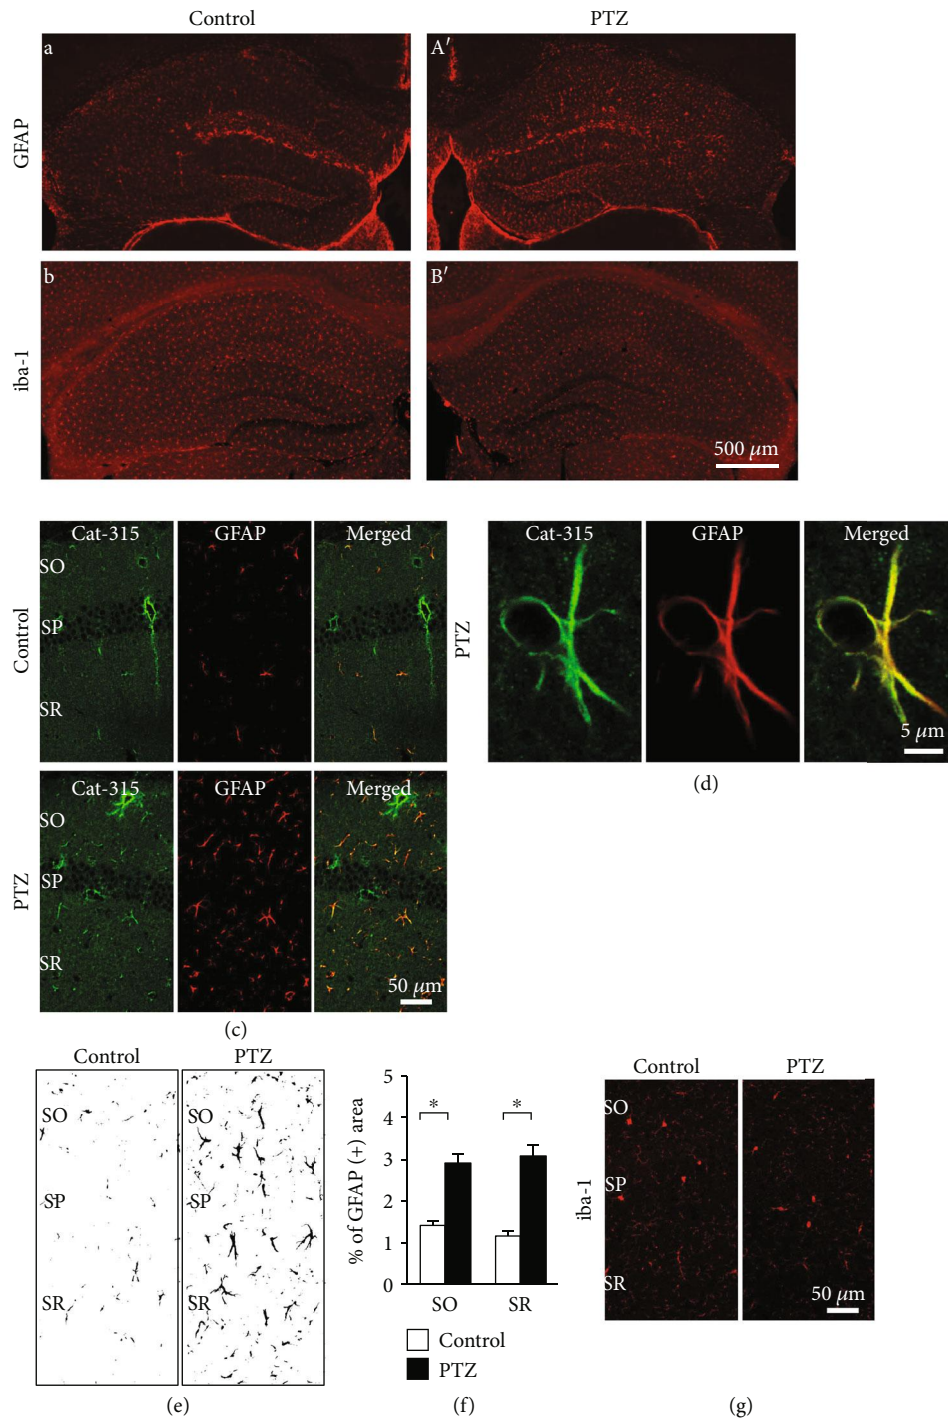 Control PTZ
a A′
GFAP
b B′
iba-1
500 μm
Cat-315 GFAP Merged
SO
SP
SR
Control
Cat-315 GFAP Merged
PTZ
5 μm
(d)
Cat-315 GFAP Merged
SO
SP
SR
PTZ
50 μm
(c)
Control PTZ
SO SO
SP SP
SR SR
(e)
% of GFAP (+) area
5
4
3
2
1
0
* *
SO SR
Control
PTZ
(f)
Control PTZ
SO
SP
SR
iba-1
50 μm
(g)